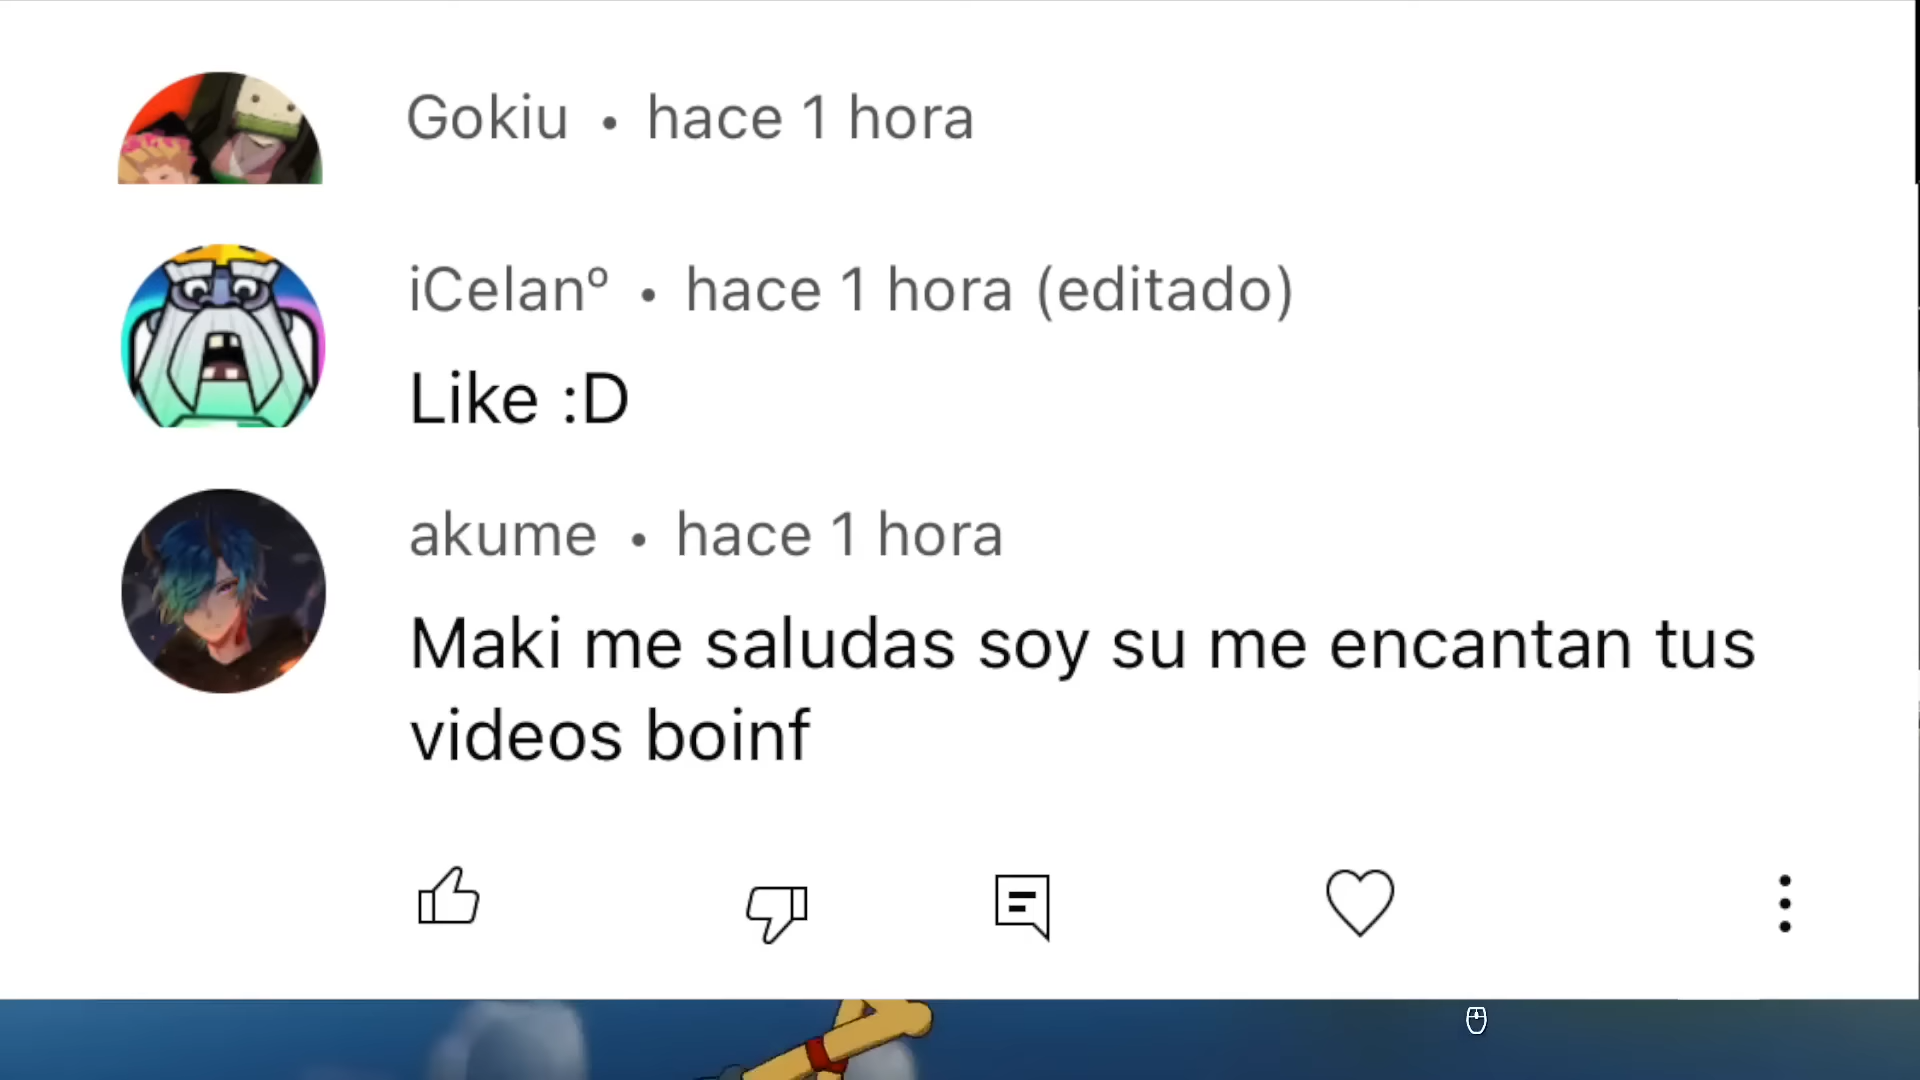 Gokiu • hace 1 hora
iCelanº • hace 1 hora (editado)
Like :D
akume • hace 1 hora
Maki me saludas soy su me encantan tus
videos boinf